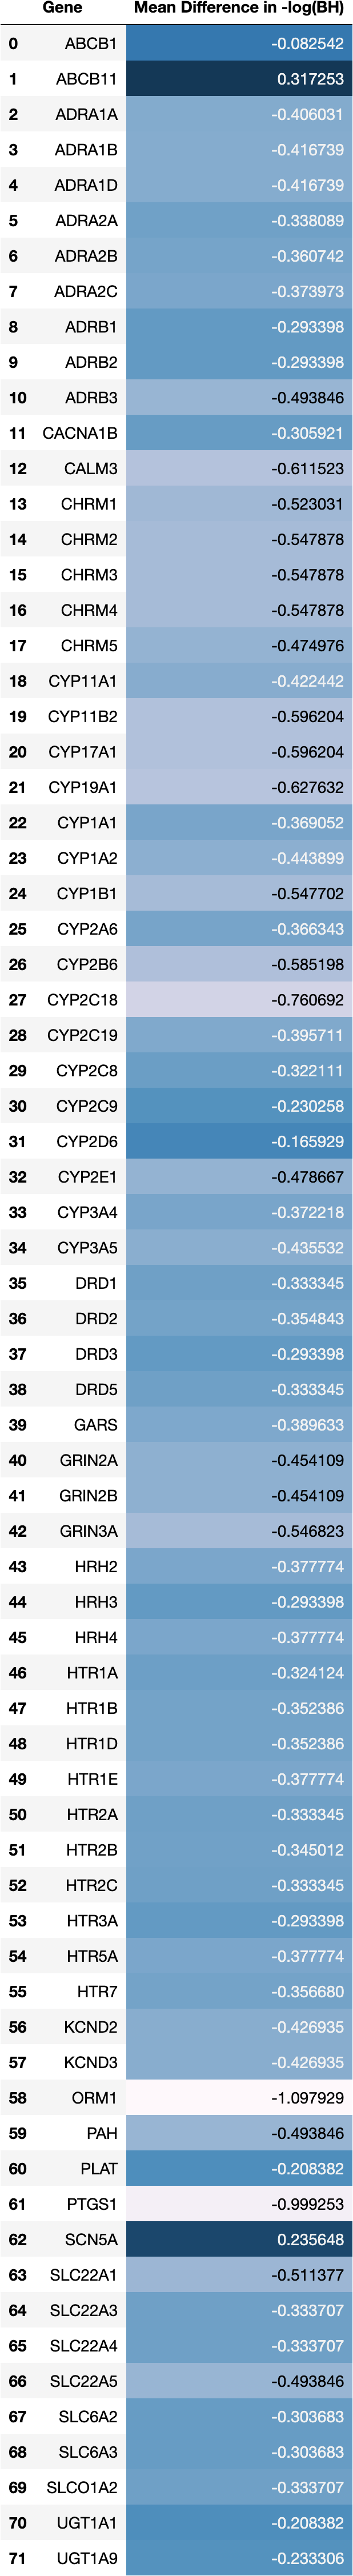 Gene Mean Difference in -log(BH)
0 ABCB1 -0.082542
1 ABCB11 0.317253
2 ADRA1A -0.406031
3 ADRA1B -0.416739
4 ADRA1D -0.416739
5 ADRA2A -0.338089
6 ADRA2B -0.360742
7 ADRA2C -0.373973
8 ADRB1 -0.293398
9 ADRB2 -0.293398
10 ADRB3 -0.493846
11 CACNA1B -0.305921
12 CALM3 -0.611523
13 CHRM1 -0.523031
14 CHRM2 -0.547878
15 CHRM3 -0.547878
16 CHRM4 -0.547878
17 CHRM5 -0.474976
18 CYP11A1 -0.422442
19 CYP11B2 -0.596204
20 CYP17A1 -0.596204
21 CYP19A1 -0.627632
22 CYP1A1 -0.369052
23 CYP1A2 -0.443899
24 CYP1B1 -0.547702
25 CYP2A6 -0.366343
26 CYP2B6 -0.585198
27 CYP2C18 -0.760692
28 CYP2C19 -0.395711
29 CYP2C8 -0.322111
30 CYP2C9 -0.230258
31 CYP2D6 -0.165929
32 CYP2E1 -0.478667
33 CYP3A4 -0.372218
34 CYP3A5 -0.435532
35 DRD1 -0.333345
36 DRD2 -0.354843
37 DRD3 -0.293398
38 DRD5 -0.333345
39 GARS -0.389633
40 GRIN2A -0.454109
41 GRIN2B -0.454109
42 GRIN3A -0.546823
43 HRH2 -0.377774
44 HRH3 -0.293398
45 HRH4 -0.377774
46 HTR1A -0.324124
47 HTR1B -0.352386
48 HTR1D -0.352386
49 HTR1E -0.377774
50 HTR2A -0.333345
51 HTR2B -0.345012
52 HTR2C -0.333345
53 HTR3A -0.293398
54 HTR5A -0.377774
55 HTR7 -0.356680
56 KCND2 -0.426935
57 KCND3 -0.426935
58 ORM1 -1.097929
59 PAH -0.493846
60 PLAT -0.208382
61 PTGS1 -0.999253
62 SCN5A 0.235648
63 SLC22A1 -0.511377
64 SLC22A3 -0.333707
65 SLC22A4 -0.333707
66 SLC22A5 -0.493846
67 SLC6A2 -0.303683
68 SLC6A3 -0.303683
69 SLCO1A2 -0.333707
70 UGT1A1 -0.208382
71 UGT1A9 -0.233306